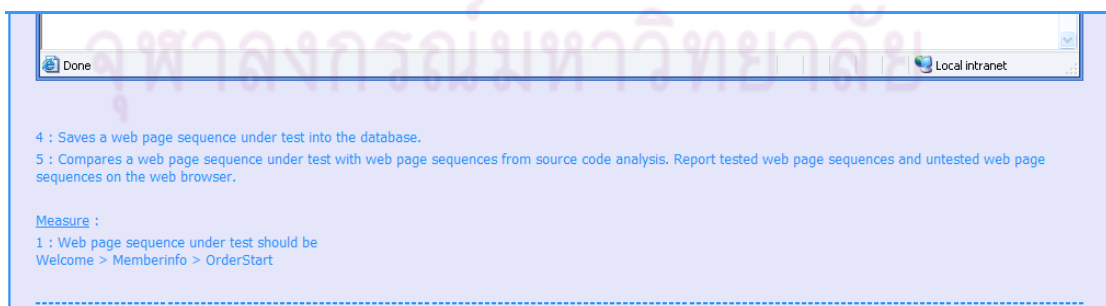 จุฬาลงกรณ์มหาวิทยาลัย
Done
Local intranet
4 : Saves a web page sequence under test into the database.
5 : Compares a web page sequence under test with web page sequences from source code analysis. Report tested web page sequences and untested web page
sequences on the web browser.
Measure :
1 : Web page sequence under test should be
Welcome > Memberinfo > OrderStart